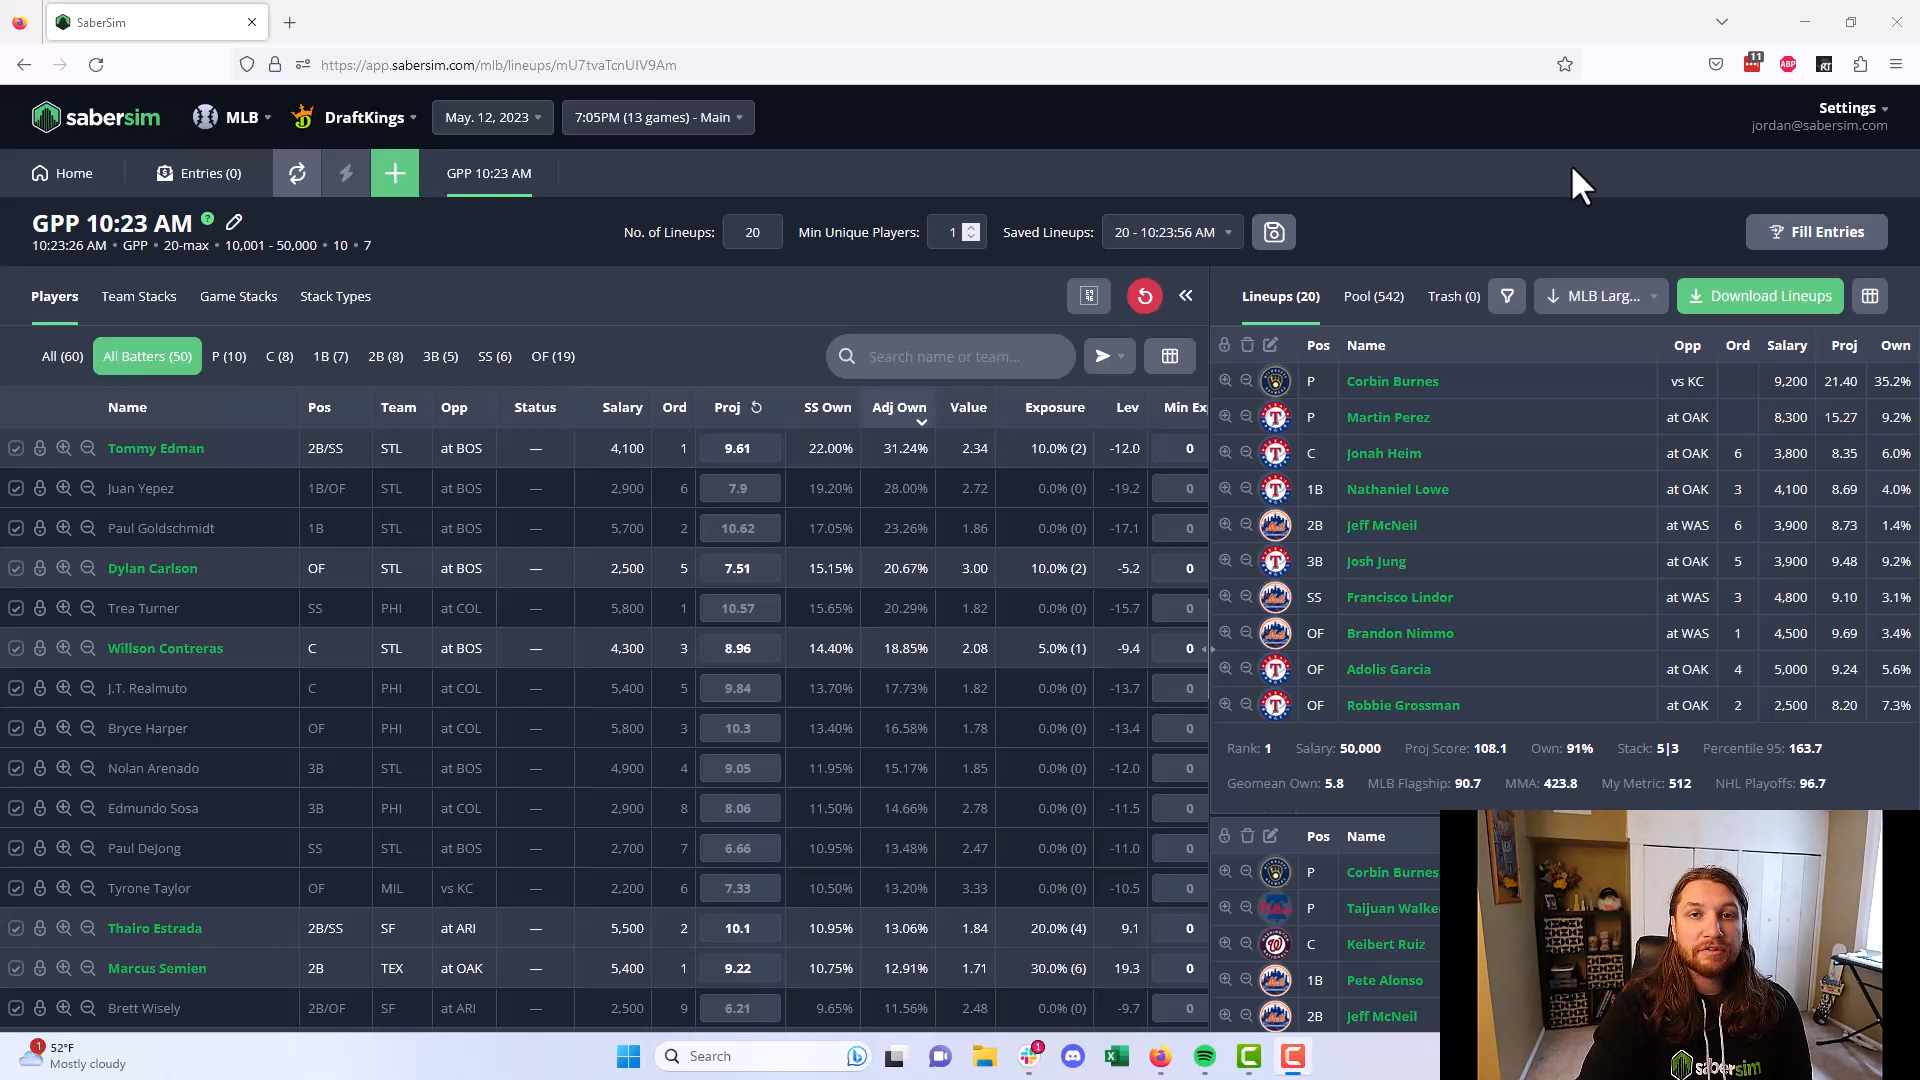 SaberSim
https://app.sabersim.com/mlb/lineups/mU7tvaTcnUIV9Am
11
ABP
RT
sabersim MLB DraftKings May. 12, 2023 7:05PM (13 games) - Main
Settings
jordan@sabersim.com
Home Entries (0) GPP 10:23 AM
GPP 10:23 AM ?
10:23:26 AM • GPP • 20-max • 10,001 - 50,000 • 10 • 7
No. of Lineups: 20 Min Unique Players: 1 Saved Lineups: 20 - 10:23:56 AM Fill Entries
Players Team Stacks Game Stacks Stack Types
All (60) All Batters (50) P (10) C (8) 1B (7) 2B (8) 3B (5) SS (6) OF (19) Search name or team...
Name Pos Team Opp Status Salary Ord Proj SS Own Adj Own Value Exposure Lev Min Ex
Tommy Edman 2B/SS STL at BOS — 4,100 1 9.61 22.00% 31.24% 2.34 10.0% (2) -12.0 0
Juan Yepez 1B/OF STL at BOS — 2,900 6 7.9 19.20% 28.00% 2.72 0.0% (0) -19.2 0
Paul Goldschmidt 1B STL at BOS — 5,700 2 10.62 17.05% 23.26% 1.86 0.0% (0) -17.1 0
Dylan Carlson OF STL at BOS — 2,500 5 7.51 15.15% 20.67% 3.00 10.0% (2) -5.2 0
Trea Turner SS PHI at COL — 5,800 1 10.57 15.65% 20.29% 1.82 0.0% (0) -15.7 0
Willson Contreras C STL at BOS — 4,300 3 8.96 14.40% 18.85% 2.08 5.0% (1) -9.4 0
J.T. Realmuto C PHI at COL — 5,400 5 9.84 13.70% 17.73% 1.82 0.0% (0) -13.7 0
Bryce Harper OF PHI at COL — 5,800 3 10.3 13.40% 16.58% 1.78 0.0% (0) -13.4 0
Nolan Arenado 3B STL at BOS — 4,900 4 9.05 11.95% 15.17% 1.85 0.0% (0) -12.0 0
Edmundo Sosa 3B PHI at COL — 2,900 8 8.06 11.50% 14.66% 2.78 0.0% (0) -11.5 0
Paul DeJong SS STL at BOS — 2,700 7 6.66 10.95% 13.48% 2.47 0.0% (0) -11.0 0
Tyrone Taylor OF MIL vs KC — 2,200 6 7.33 10.50% 13.20% 3.33 0.0% (0) -10.5 0
Thairo Estrada 2B/SS SF at ARI — 5,500 2 10.1 10.95% 13.06% 1.84 20.0% (4) 9.1 0
Marcus Semien 2B TEX at OAK — 5,400 1 9.22 10.75% 12.91% 1.71 30.0% (6) 19.3 0
Brett Wisely 2B/OF SF at ARI — 2,500 9 6.21 9.65% 11.56% 2.48 0.0% (0) -9.7 0
Lineups (20) Pool (542) Trash (0) MLB Larg... Download Lineups
Pos Name Opp Ord Salary Proj Own
P Corbin Burnes vs KC 9,200 21.40 35.2%
P Martin Perez at OAK 8,300 15.27 9.2%
C Jonah Heim at OAK 6 3,800 8.35 6.0%
1B Nathaniel Lowe at OAK 3 4,100 8.69 4.0%
2B Jeff McNeil at WAS 6 3,900 8.73 1.4%
3B Josh Jung at OAK 5 3,900 9.48 9.2%
SS Francisco Lindor at WAS 3 4,800 9.10 3.1%
OF Brandon Nimmo at WAS 1 4,500 9.69 3.4%
OF Adolis Garcia at OAK 4 5,000 9.24 5.6%
OF Robbie Grossman at OAK 2 2,500 8.20 7.3%
Rank: 1 Salary: 50,000 Proj Score: 108.1 Own: 91% Stack: 5|3 Percentile 95: 163.7
Geomean Own: 5.8 MLB Flagship: 90.7 MMA: 423.8 My Metric: 512 NHL Playoffs: 96.7
Pos Name
P Corbin Burnes
P Taijuan Walke
C Keibert Ruiz
1B Pete Alonso
2B Jeff McNeil
sabersim
1 52°F
Mostly cloudy
Search
1